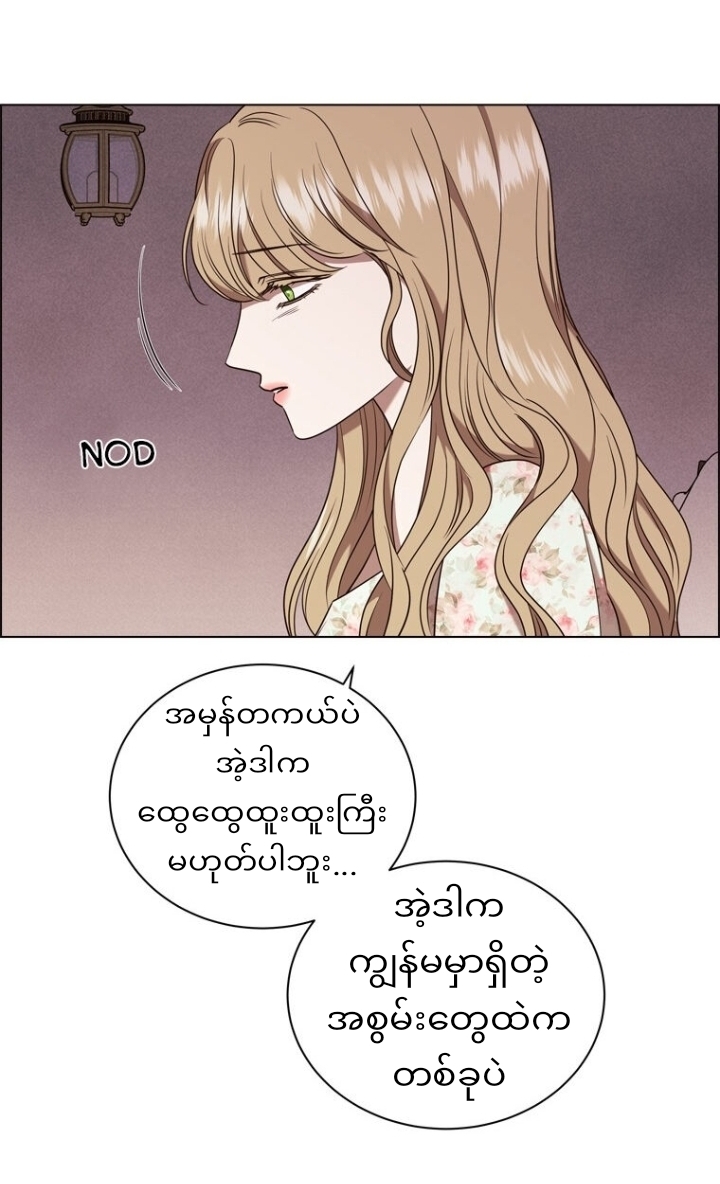 NOD
အမှန်တကယ်ပဲ
အဲ့ဒါက
ထွေထွေထူးထူးကြီး
မဟုတ်ပါဘူး...
အဲ့ဒါက
ကျွန်မမှာရှိတဲ့
အစွမ်းတွေထဲက
တစ်ခုပဲ